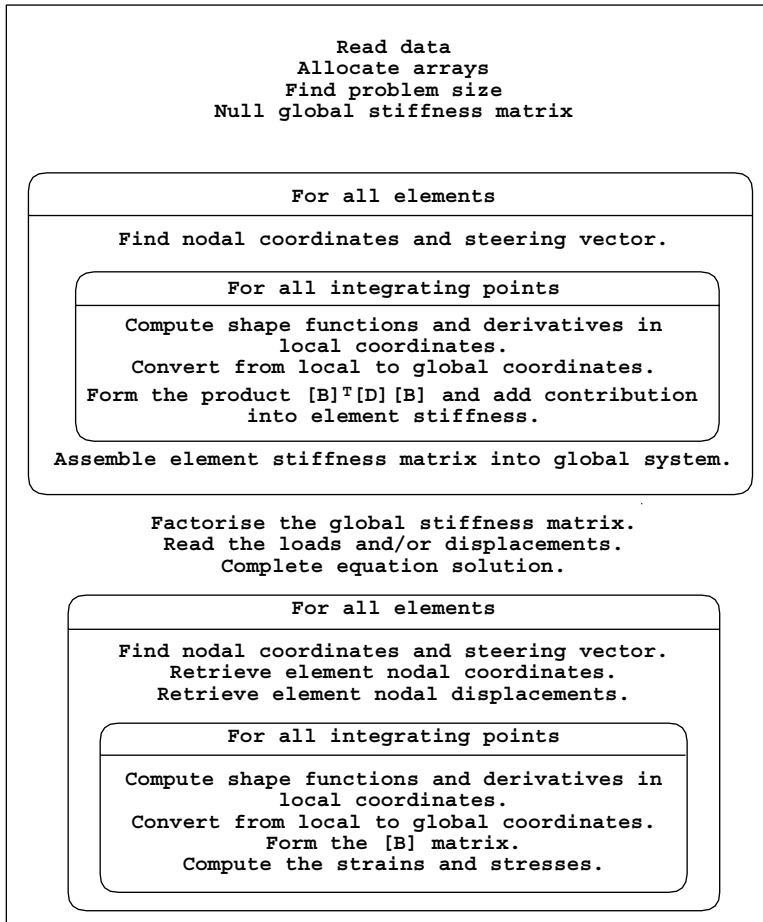 Read data
Allocate arrays
Find problem size
Null global stiffness matrix
For all elements
Find nodal coordinates and steering vector.
For all integrating points
Compute shape functions and derivatives in
local coordinates.
Convert from local to global coordinates.
Form the product [B]ᵀ[D][B] and add contribution
into element stiffness.
Assemble element stiffness matrix into global system.
Factorise the global stiffness matrix.
Read the loads and/or displacements.
Complete equation solution.
For all elements
Find nodal coordinates and steering vector.
Retrieve element nodal coordinates.
Retrieve element nodal displacements.
For all integrating points
Compute shape functions and derivatives in
local coordinates.
Convert from local to global coordinates.
Form the [B] matrix.
Compute the strains and stresses.